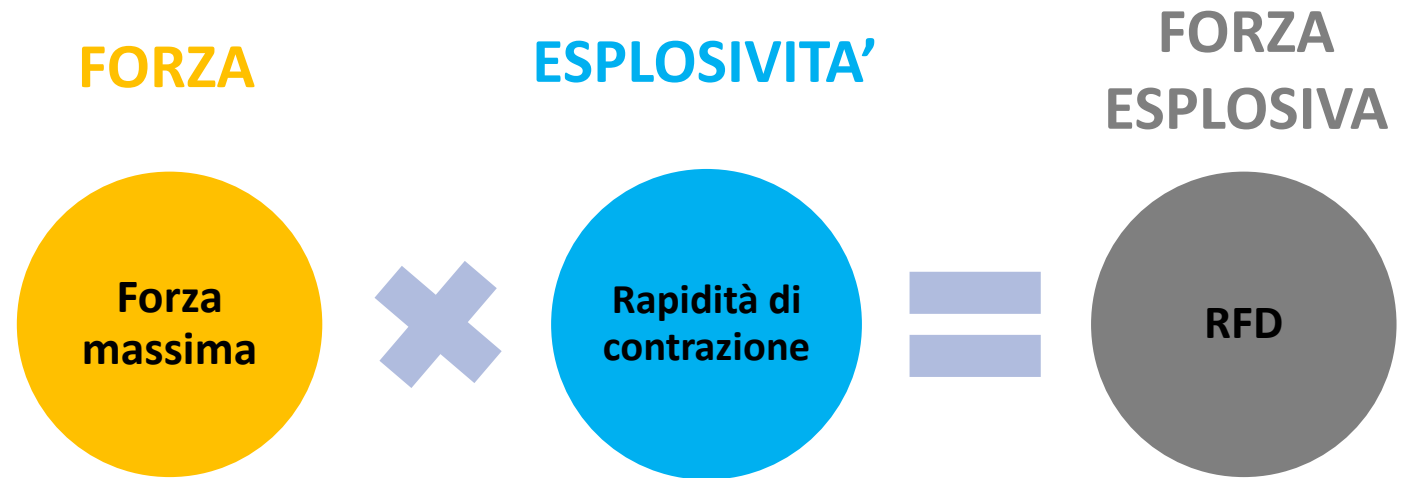 FORZA
ESPLOSIVITA’
FORZA
ESPLOSIVA
Forza
massima
Rapidità di
contrazione
RFD